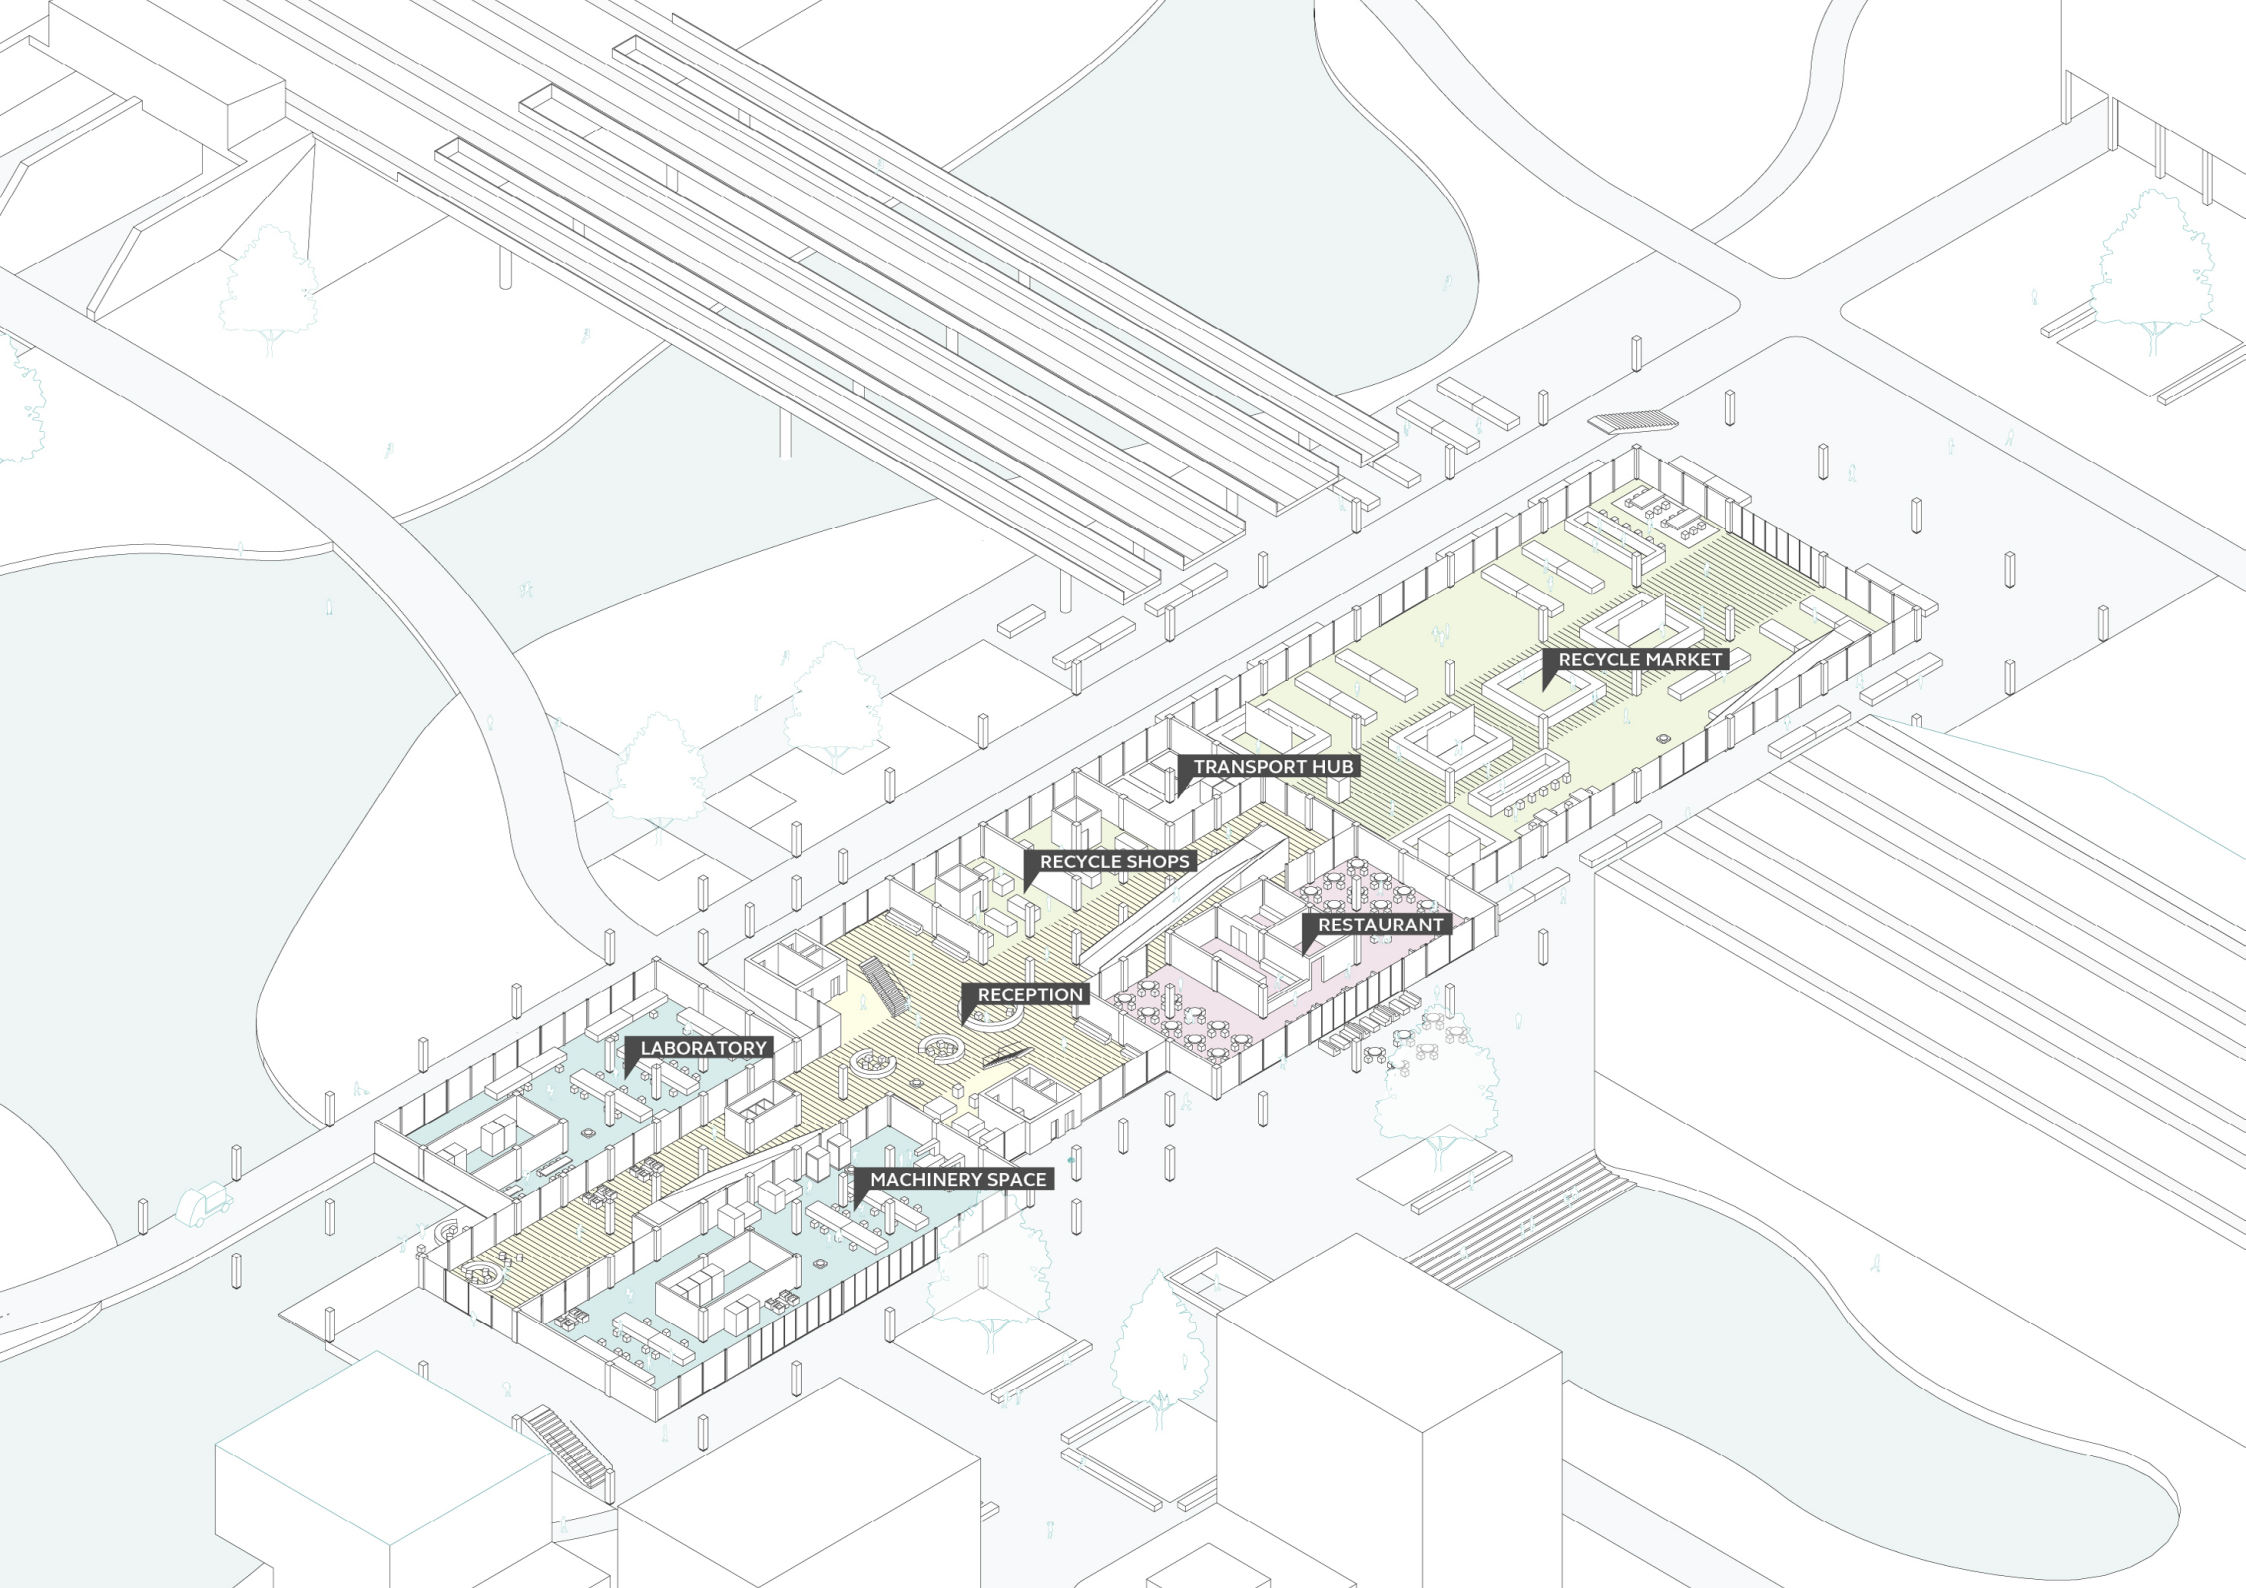 RECYCLE MARKET
TRANSPORT HUB
RECYCLE SHOPS
RESTAURANT
RECEPTION
LABORATORY
MACHINERY SPACE